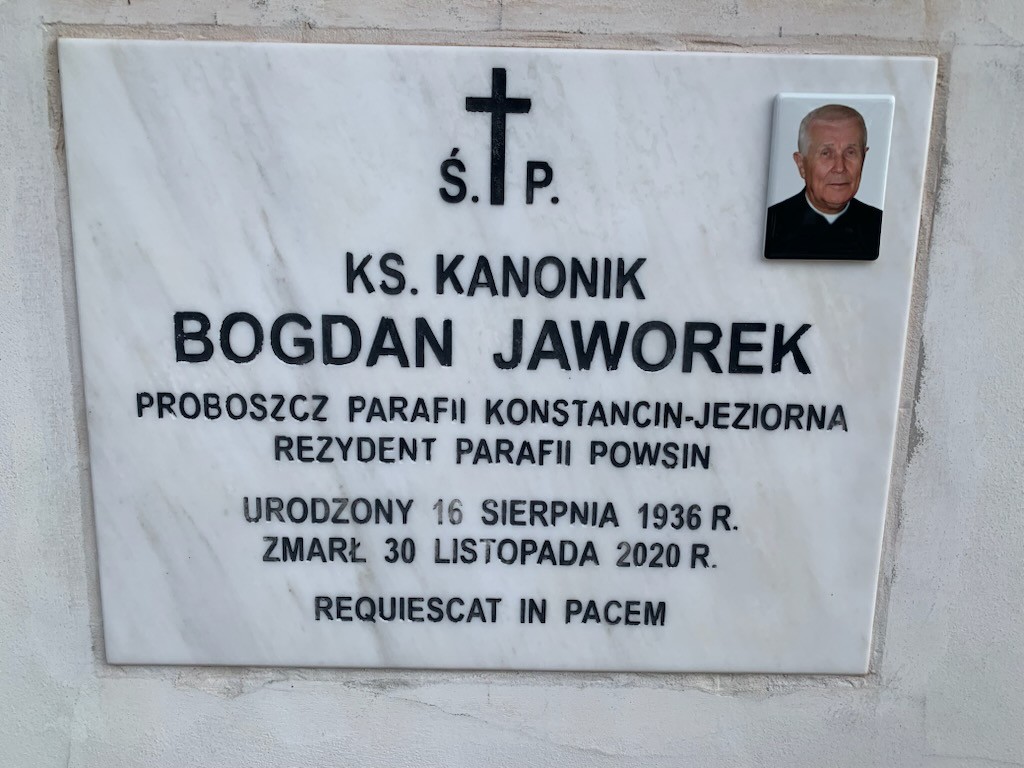 Ś. P.
KS. KANONIK
BOGDAN JAWOREK
PROBOSZCZ PARAFII KONSTANCIN-JEZIORNA
REZYDENT PARAFII POWSIN
URODZONY 16 SIERPNIA 1936 R.
ZMARŁ 30 LISTOPADA 2020 R.
REQUIESCAT IN PACEM